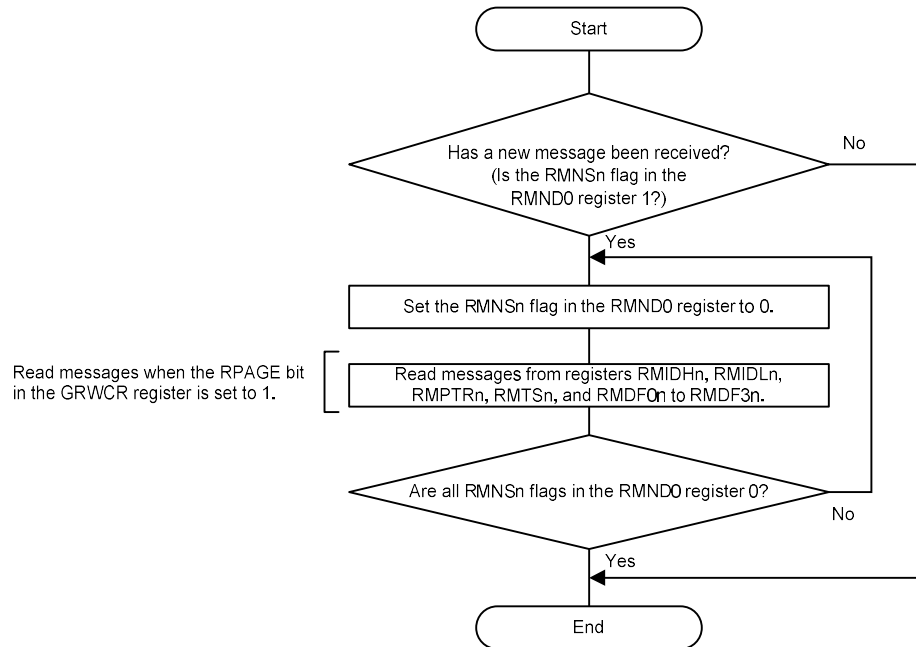 Start
Has a new message been received?
(Is the RMNSn flag in the
RMND0 register 1?)
No
Yes
Set the RMNSn flag in the RMND0 register to 0.
Read messages when the RPAGE bit
in the GRWCR register is set to 1.
Read messages from registers RMIDHn, RMIDLn,
RMPTRn, RMTSn, and RMDF0n to RMDF3n.
Are all RMNSn flags in the RMND0 register 0?
No
Yes
End